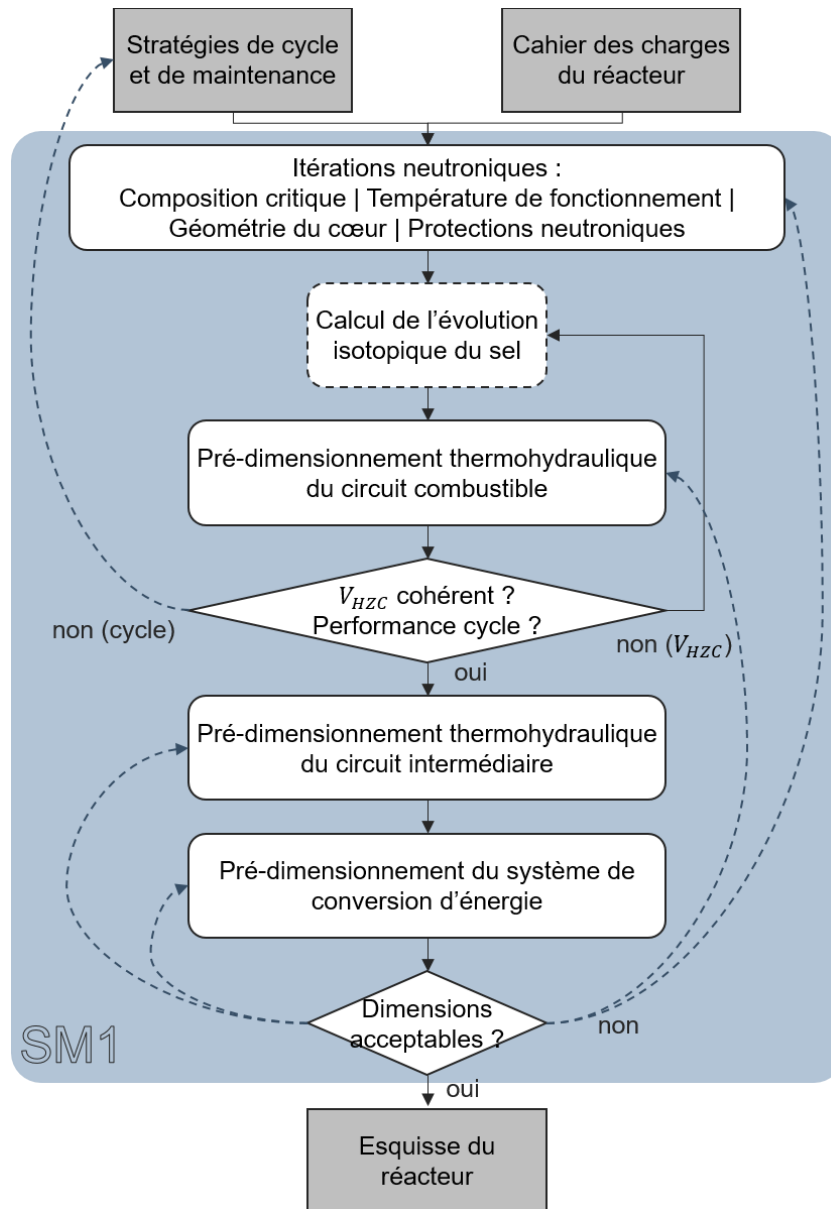 Stratégies de cycle
et de maintenance
Cahier des charges
du réacteur
Itérations neutroniques :
Composition critique | Température de fonctionnement |
Géométrie du cœur | Protections neutroniques
Calcul de l’évolution
isotopique du sel
Pré-dimensionnement thermohydraulique
du circuit combustible
V_HZC cohérent ?
Performance cycle ?
non (cycle)
non (V_HZC)
oui
Pré-dimensionnement thermohydraulique
du circuit intermédiaire
Pré-dimensionnement du système de
conversion d’énergie
Dimensions
acceptables ?
non
SM1
oui
Esquisse du
réacteur